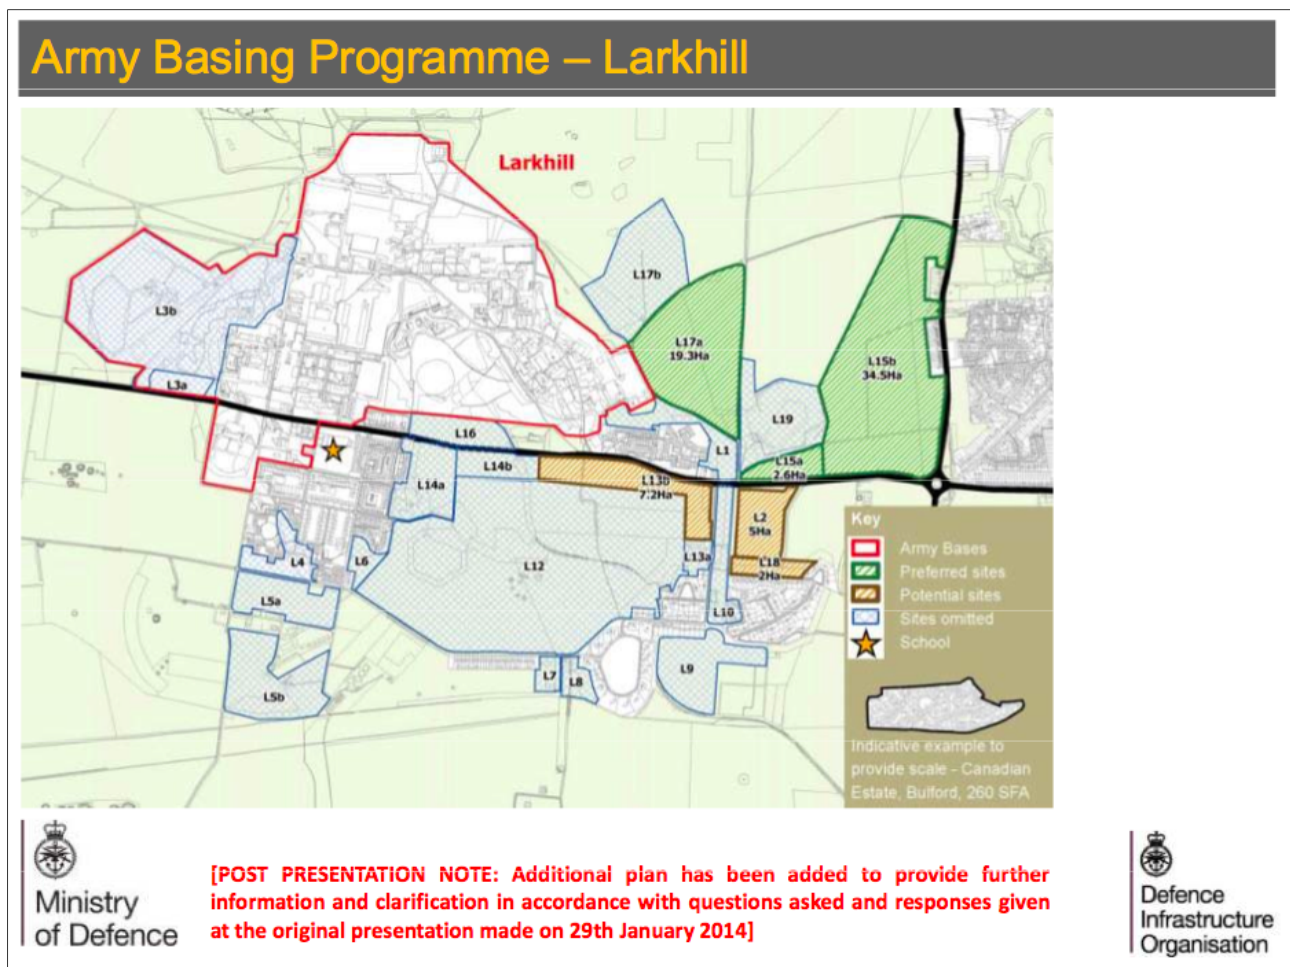 Army Basing Programme – Larkhill
Larkhill
L17b
L3b
L17a
19.3Ha
L15b
34.5Ha
L3a
L19
L16
L1
L14b
L15a
2.6Ha
L14a
L13b
7.2Ha
L2
5Ha
L4
L6
L12
L13a
L18
2Ha
L5a
L10
L7
L8
L9
L5b
Key
Army Bases
Preferred sites
Potential sites
Sites omitted
School
Indicative example to
provide scale - Canadian
Estate, Bulford, 260 SFA
Ministry
of Defence
[POST PRESENTATION NOTE: Additional plan has been added to provide further
information and clarification in accordance with questions asked and responses given
at the original presentation made on 29th January 2014]
Defence
Infrastructure
Organisation